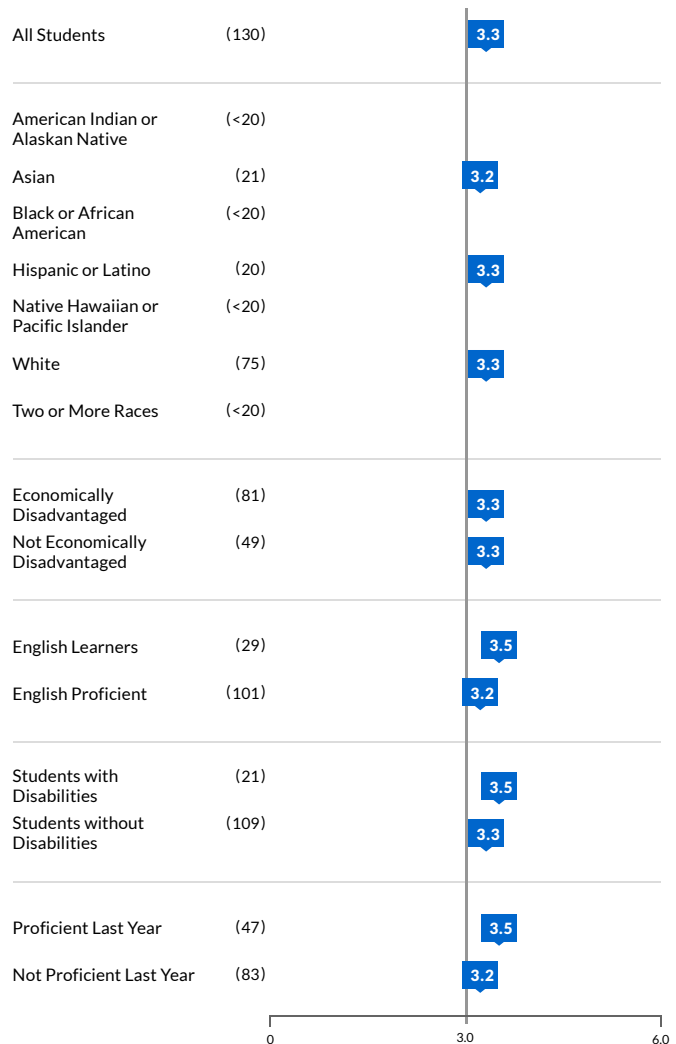 All Students (130) 3.3
American Indian or (<20)
Alaskan Native
Asian (21) 3.2
Black or African (<20)
American
Hispanic or Latino (20) 3.3
Native Hawaiian or (<20)
Pacific Islander
White (75) 3.3
Two or More Races (<20)
Economically (81) 3.3
Disadvantaged
Not Economically (49) 3.3
Disadvantaged
English Learners (29) 3.5
English Proficient (101) 3.2
Students with (21) 3.5
Disabilities
Students without (109) 3.3
Disabilities
Proficient Last Year (47) 3.5
Not Proficient Last Year (83) 3.2
0 3.0 6.0